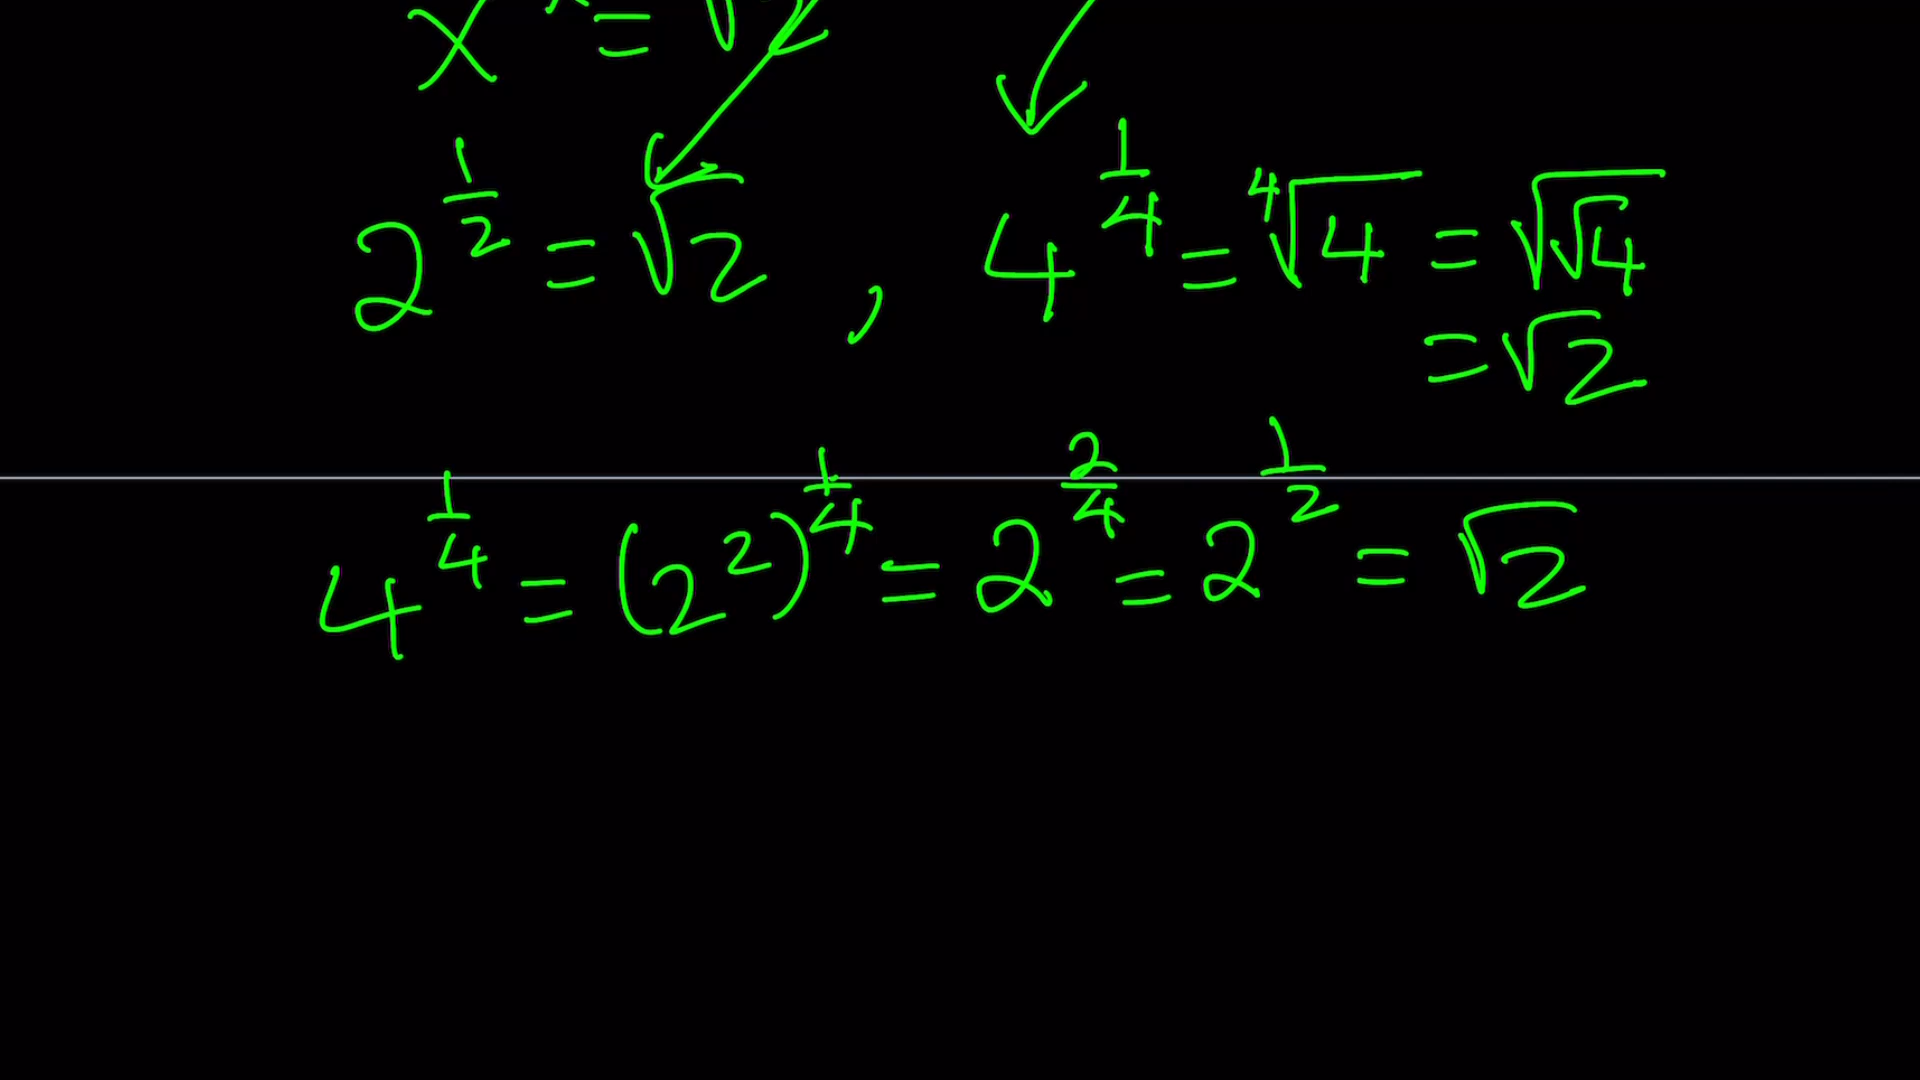 x = √2
2^(1/2) = √2 , 4^(1/4) = ⁴√4 = √√4
= √2
4^(1/4) = (2²)^(1/4) = 2^(2/4) = 2^(1/2) = √2